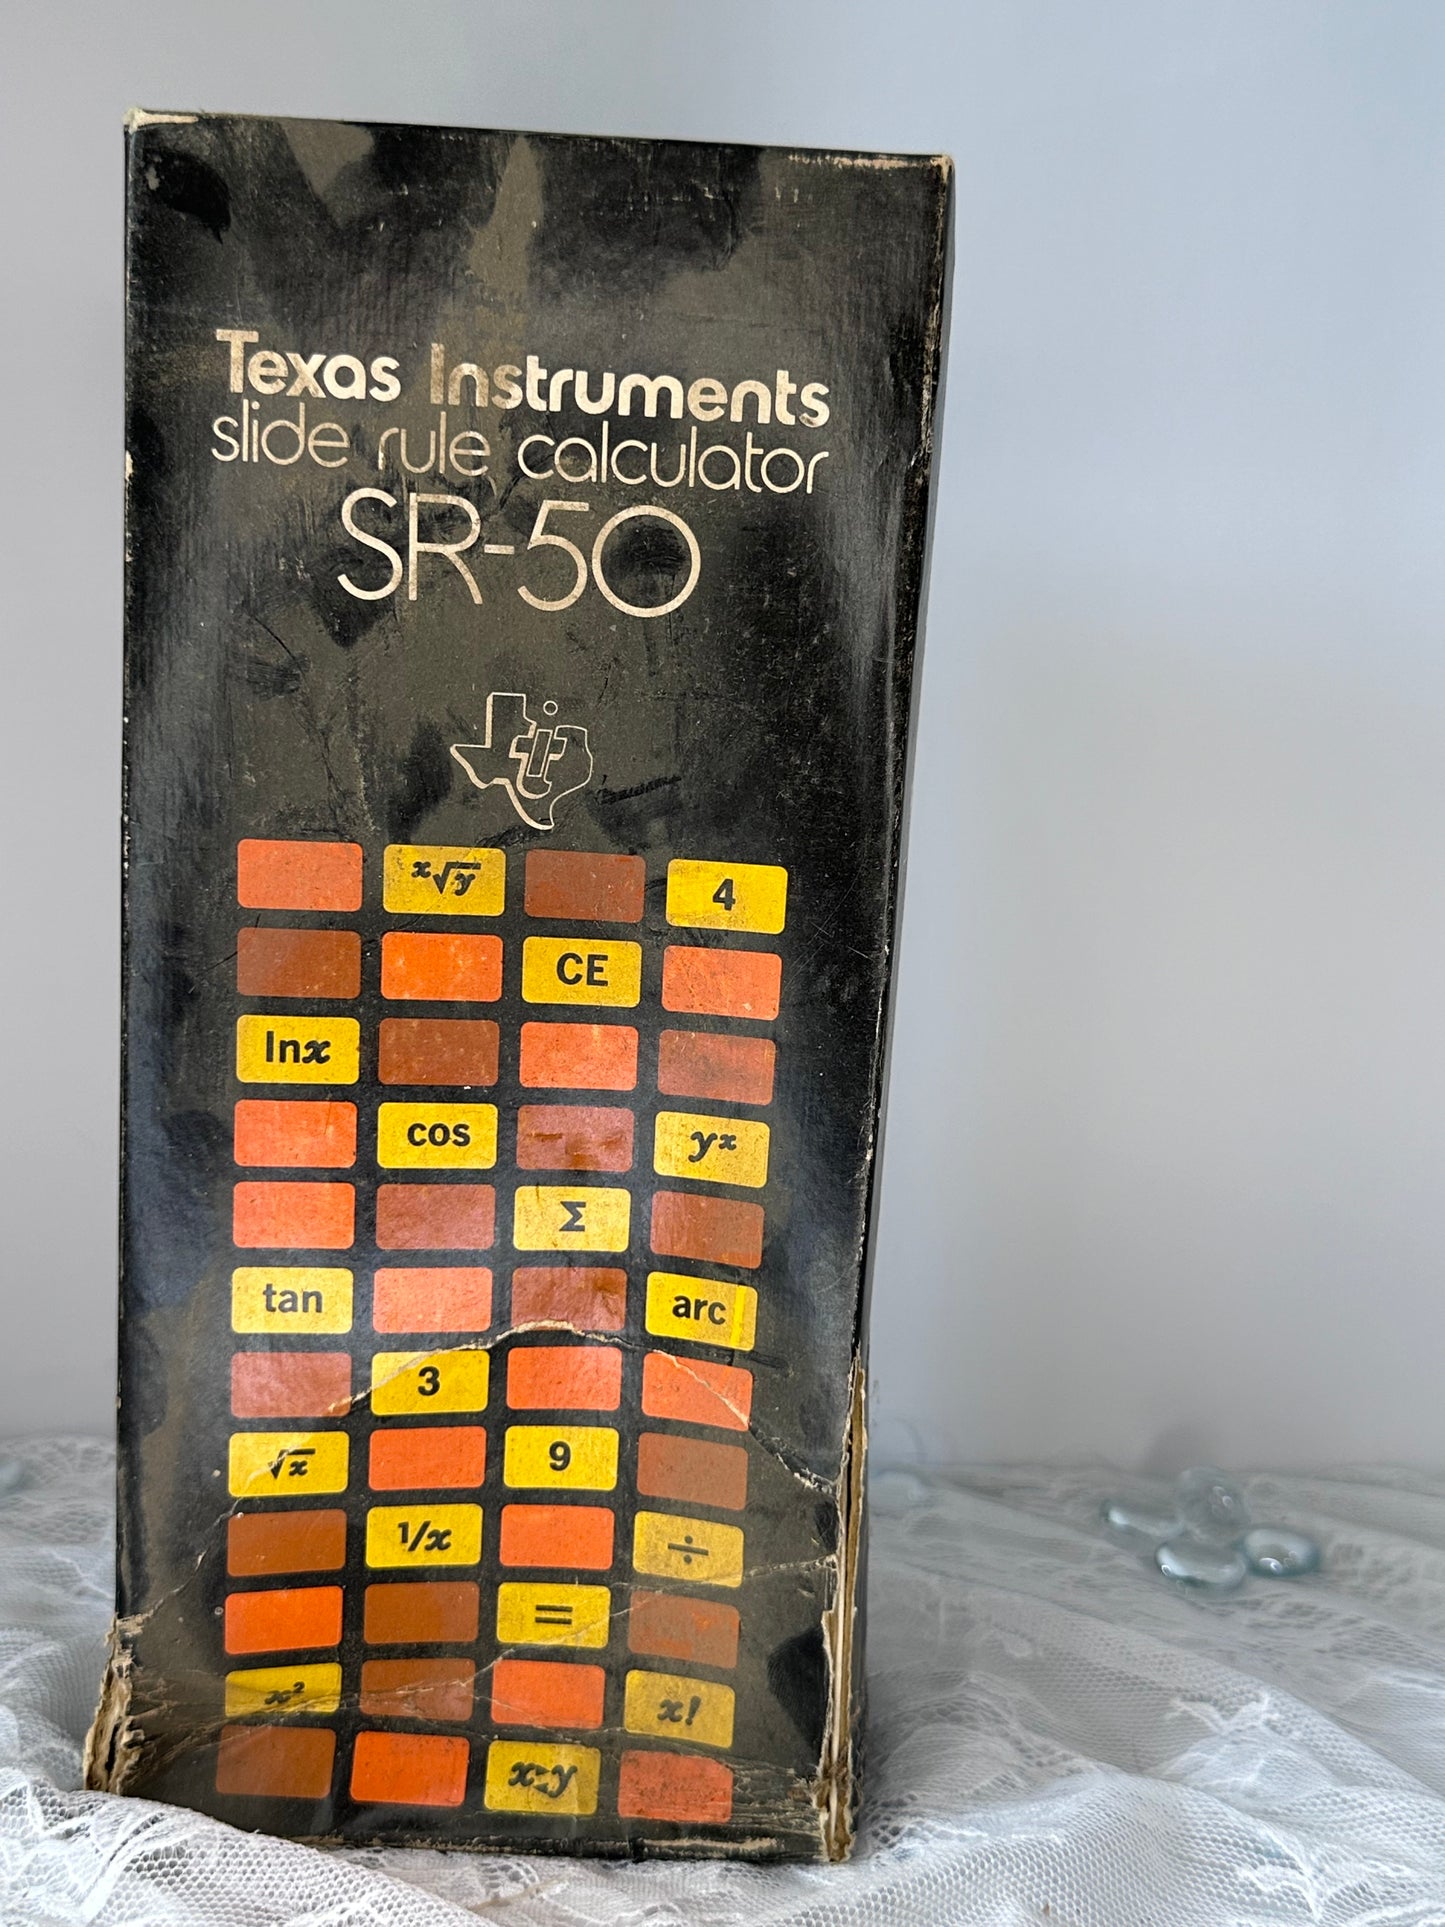 Texas Instruments
slide rule calculator
SR-50
ˣ√y 4
CE
lnx
cos yˣ
Σ
tan arc
3
√x 9
1/x ÷
=
x² x!
x⇄y